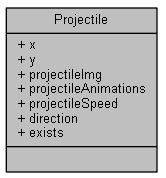 Projectile
+ x
+ y
+ projectileImg
+ projectileAnimations
+ projectileSpeed
+ direction
+ exists